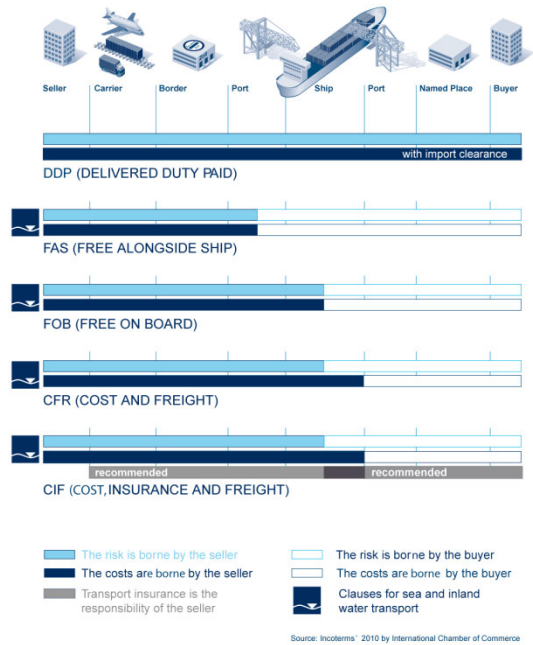 Seller Carrier Border Port Ship Port Named Place Buyer
with import clearance
DDP (DELIVERED DUTY PAID)
FAS (FREE ALONGSIDE SHIP)
FOB (FREE ON BOARD)
CFR (COST AND FREIGHT)
recommended recommended
CIF (COST, INSURANCE AND FREIGHT)
The risk is borne by the seller
The risk is borne by the buyer
The costs are borne by the seller
The costs are borne by the buyer
Transport insurance is the
responsibility of the seller
Clauses for sea and inland
water transport
Source: Incoterms` 2010 by International Chamber of Commerce